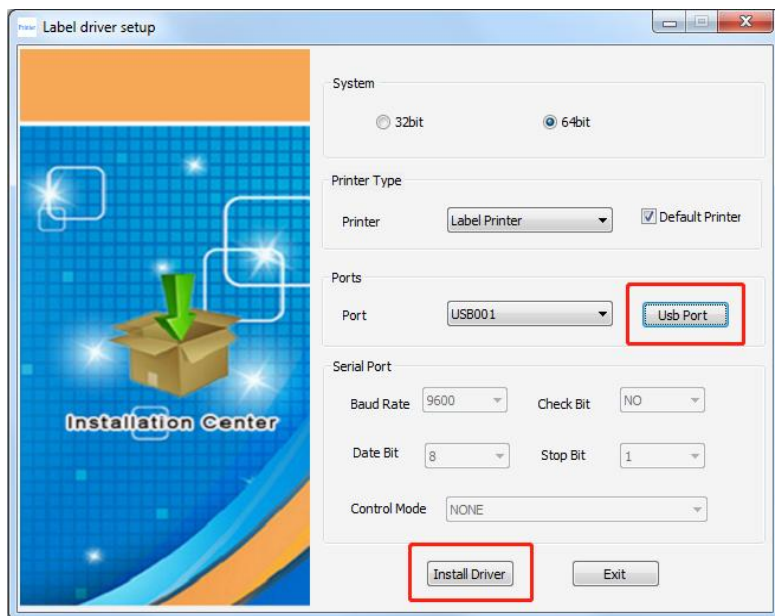 Printer Label driver setup
System
32bit 64bit
Printer Type
Printer Label Printer Default Printer
Ports
Port USB001 Usb Port
Serial Port
Baud Rate 9600 Check Bit NO
Date Bit 8 Stop Bit 1
Control Mode NONE
Install Driver Exit
Installation Center